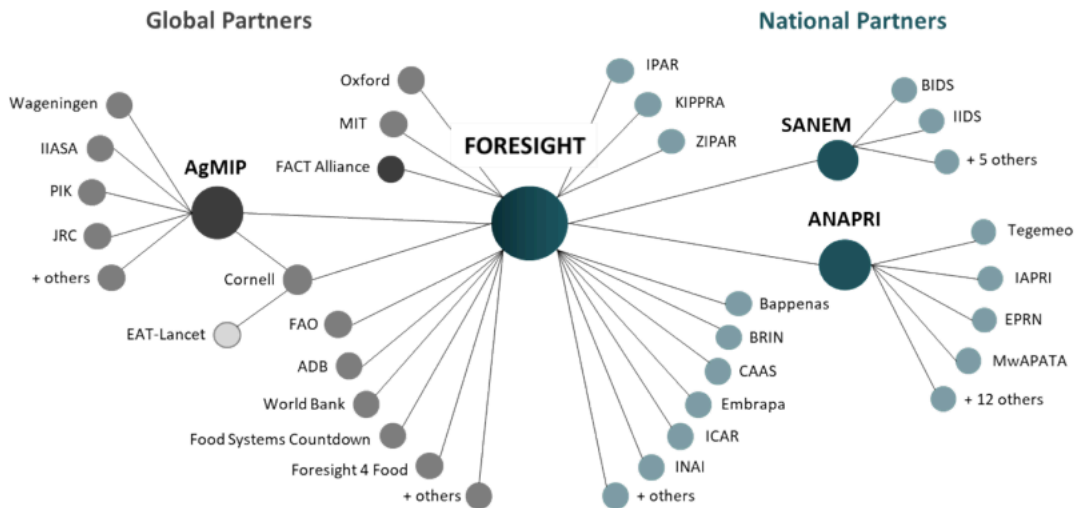 Global Partners
National Partners
Oxford
IPAR
BIDS
Wageningen
KIPPRA
MIT
SANEM
IIDS
FORESIGHT
ZIPAR
IIASA
FACT Alliance
+ 5 others
AgMIP
PIK
ANAPRI
Tegemeo
JRC
+ others
Cornell
IAPRI
Bappenas
EPRN
FAO
EAT-Lancet
BRIN
MwAPATA
ADB
CAAS
+ 12 others
World Bank
Embrapa
Food Systems Countdown
ICAR
Foresight 4 Food
INAI
+ others
+ others